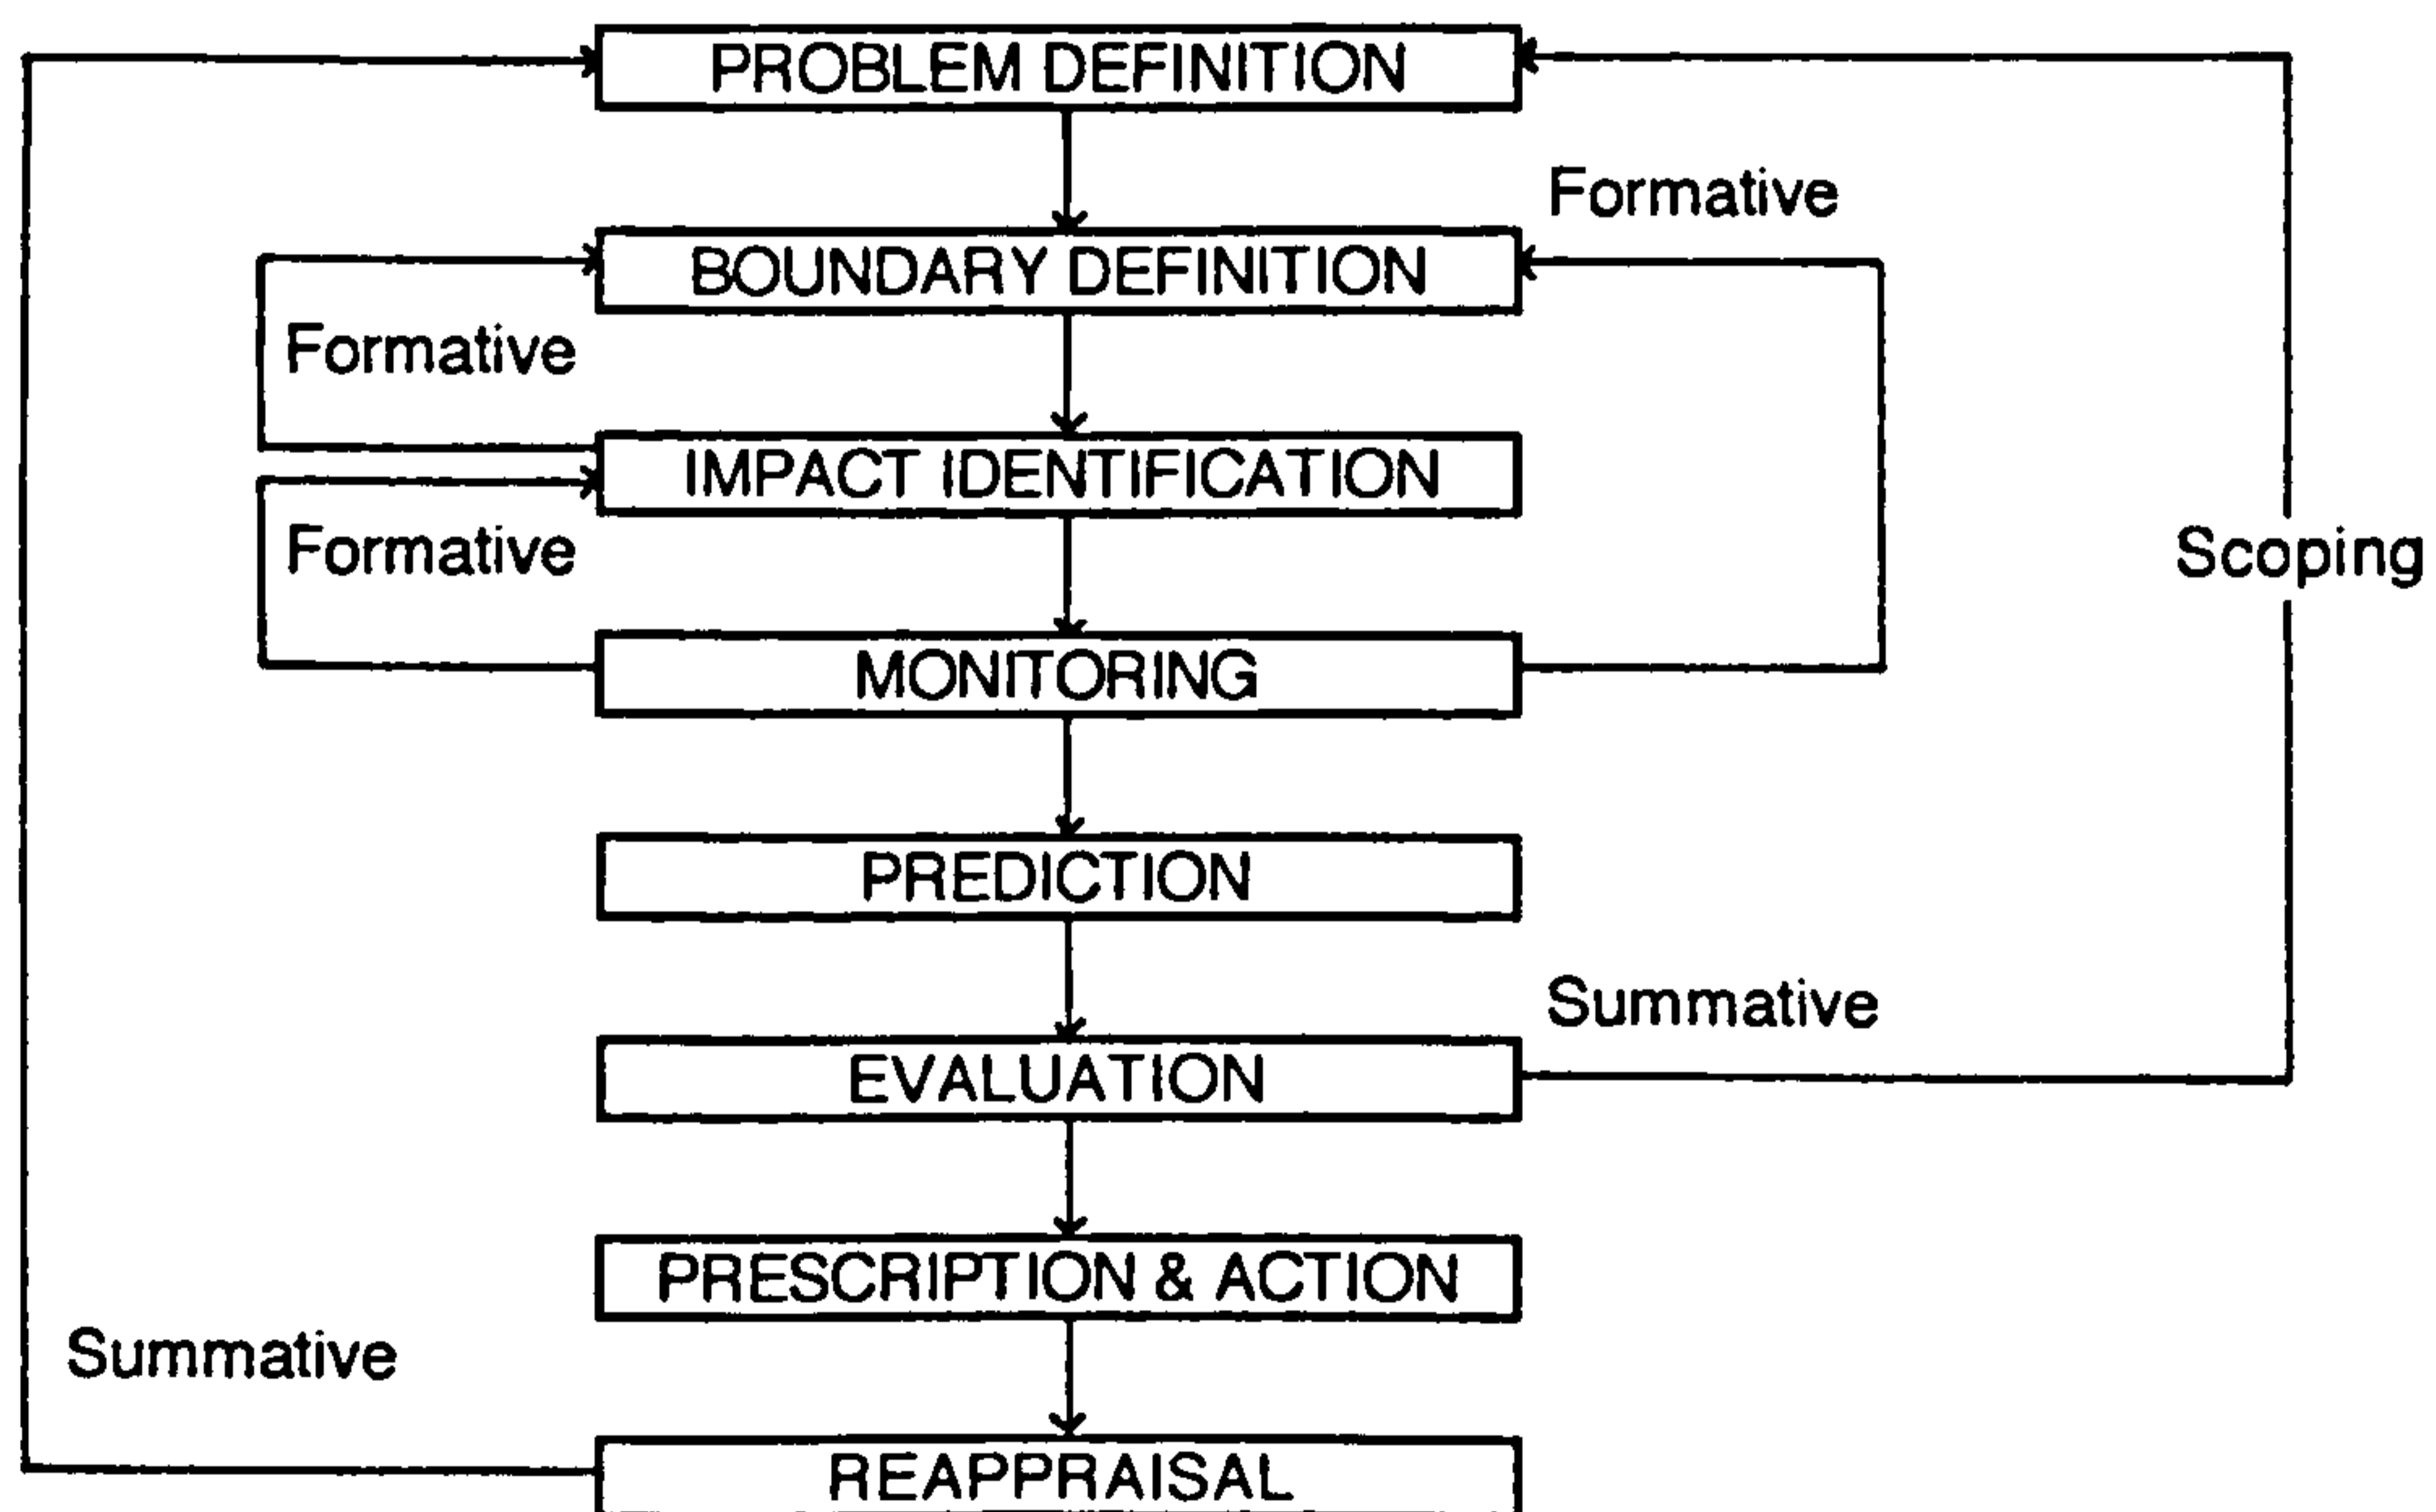 PROBLEM DEFINITION
Formative
BOUNDARY DEFINITION
Formative
IMPACT IDENTIFICATION
Formative
Scoping
MONITORING
PREDICTION
Summative
EVALUATION
PRESCRIPTION & ACTION
Summative
REAPPRAISAL